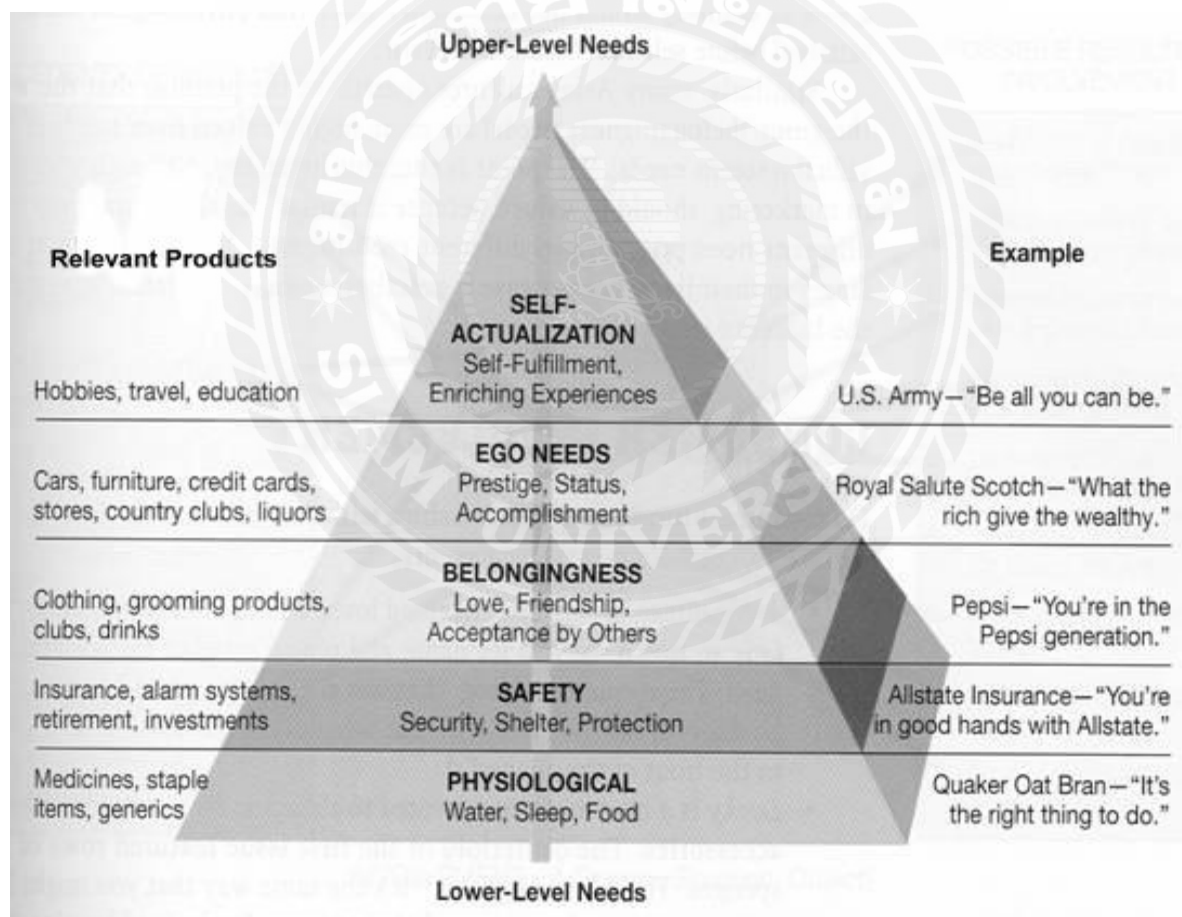 Upper-Level Needs
Relevant Products
Example
SELF-
ACTUALIZATION
Self-Fulfillment,
Enriching Experiences
Hobbies, travel, education
U.S. Army—“Be all you can be.”
EGO NEEDS
Prestige, Status,
Accomplishment
Cars, furniture, credit cards,
stores, country clubs, liquors
Royal Salute Scotch—“What the
rich give the wealthy.”
BELONGINGNESS
Love, Friendship,
Acceptance by Others
Clothing, grooming products,
clubs, drinks
Pepsi—“You’re in the
Pepsi generation.”
SAFETY
Security, Shelter, Protection
Insurance, alarm systems,
retirement, investments
Allstate Insurance—“You’re
in good hands with Allstate.”
PHYSIOLOGICAL
Water, Sleep, Food
Medicines, staple
items, generics
Quaker Oat Bran—“It’s
the right thing to do.”
Lower-Level Needs
UNIVERSITY